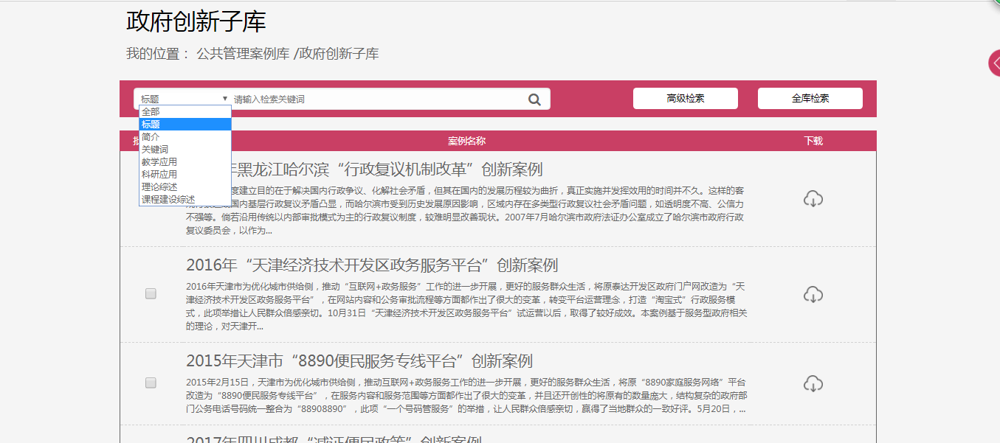 政府创新子库
我的位置： 公共管理案例库 /政府创新子库
标题 ▼ 请输入检索关键词
高级检索
全库检索
全部
标题
简介
关键词
教学应用
科研应用
理论综述
课程建设综述
案例名称
下载
年黑龙江哈尔滨“行政复议机制改革”创新案例
度建立目的在于解决国内行政争议、化解社会矛盾，但其在国内的发展历程较为曲折，真正实施并发挥效用的时间并不久。这样的客
国内基层行政复议矛盾凸显，而哈尔滨市受到历史发展原因影响，区域内存在多类型行政复议社会矛盾问题，如透明度不高、公信力
不强等。倘若沿用传统以内部审批模式为主的行政复议制度，较难明显改善现状。2007年7月哈尔滨市政府法证办公室成立了哈尔滨市政府行政
复议委员会，以作为...
2016年“天津经济技术开发区政务服务平台”创新案例
2016年天津市为优化城市供给侧，推动“互联网+政务服务”工作的进一步开展，更好的服务群众生活，将原泰达开发区政府门户网改造为“天
津经济技术开发区政务服务平台”，在网站内容和公务审批流程等方面都作出了很大的变革，转变平台运营理念，打造“淘宝式”行政服务模
式，此项举措让人民群众倍感亲切。10月31日“天津经济技术开发区政务服务平台”试运营以后，取得了较好成效。本案例基于服务型政府相关
的理论，对天津开...
2015年天津市“8890便民服务专线平台”创新案例
2015年2月15日，天津市为优化城市供给侧，推动互联网+政务服务工作的进一步开展，更好的服务群众生活，将原“8890家庭服务网络”平台
改造为“8890便民服务专线平台”，在服务内容和服务范围等方面都作出了很大的变革，并且还开创性的将原有的数量庞大，结构复杂的政府部
门公务电话号码统一整合为“88908890”，此项“一个号码管服务”的举措，让人民群众倍感亲切，赢得了当地群众的一致好评。5月20日，...
2017年四川成都“减证便民政策”创新案例